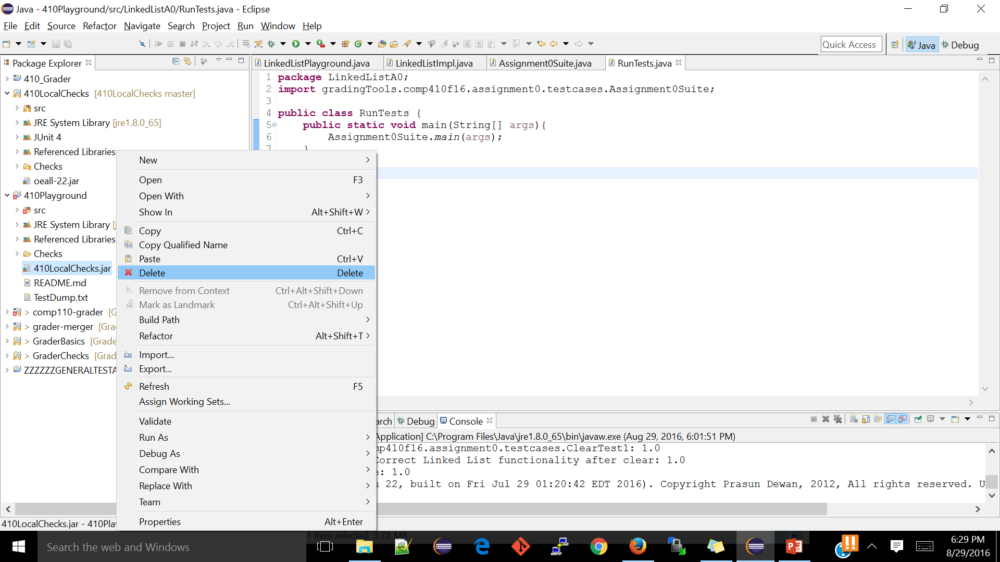 Java - 410Playground/src/LinkedListA0/RunTests.java - Eclipse
File Edit Source Refactor Navigate Search Project Run Window Help
Quick Access Java Debug
Package Explorer
LinkedListPlayground.java LinkedListImpl.java Assignment0Suite.java RunTests.java
410_Grader
410LocalChecks [410LocalChecks master]
src
JRE System Library [jre1.8.0_65]
JUnit 4
Referenced Libraries
Checks
oeall-22.jar
410Playground
src
JRE System Library [j
Referenced Libraries
Checks
410LocalChecks.jar
README.md
TestDump.txt
> comp110-grader [G
> grader-merger [Gra
> GraderBasics [Grade
> GraderChecks [Grad
ZZZZZZGENERALTESTA
1 package LinkedListA0;
2 import gradingTools.comp410f16.assignment0.testcases.Assignment0Suite;
3
4 public class RunTests {
5 public static void main(String[] args){
6 Assignment0Suite.main(args);
7 }
New
Open F3
Open With
Show In Alt+Shift+W
Copy Ctrl+C
Copy Qualified Name
Paste Ctrl+V
Delete Delete
Remove from Context Ctrl+Alt+Shift+Down
Mark as Landmark Ctrl+Alt+Shift+Up
Build Path
Refactor Alt+Shift+T
Import...
Export...
Refresh F5
Assign Working Sets...
Validate
Run As
Debug As
Compare With
Replace With
Team
Properties Alt+Enter
arch Debug Console
Application] C:\Program Files\Java\jre1.8.0_65\bin\javaw.exe (Aug 29, 2016, 6:01:51 PM)
mp410f16.assignment0.testcases.ClearTest1: 1.0
Correct Linked List functionality after clear: 1.0
e: 1.0
n 22, built on Fri Jul 29 01:20:42 EDT 2016). Copyright Prasun Dewan, 2012, All rights reserved. U
410LocalChecks.jar - 410Pla
1 item selected 3.78 MB
Search the web and Windows
6:29 PM
8/29/2016